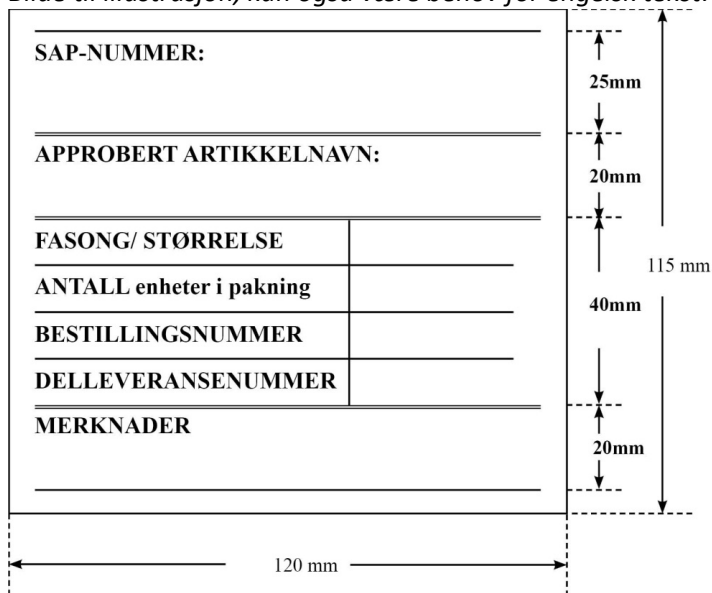 Bilde til illustrasjon, kan også være behov for engelsk tekst.
SAP-NUMMER:
25mm
APPROBERT ARTIKKELNAVN:
20mm
FASONG/ STØRRELSE
115 mm
ANTALL enheter i pakning
40mm
BESTILLINGSNUMMER
DELLEVERANSENUMMER
MERKNADER
20mm
120 mm